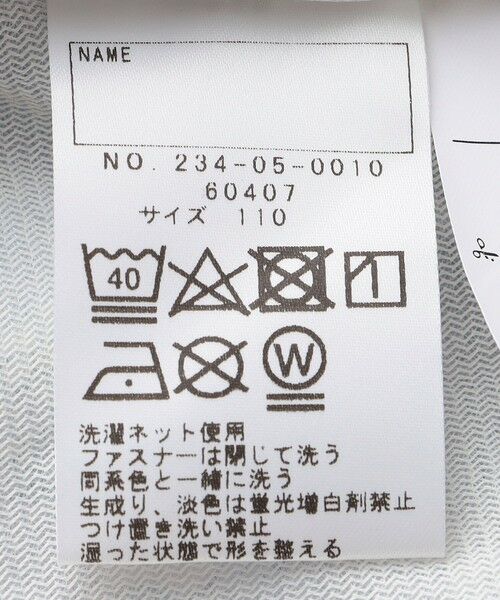 NAME
NO. 234-05-0010
60407
サイズ 110
40
W
洗濯ネット使用
ファスナーは閉じて洗う
同系色と一緒に洗う
生成り、淡色は蛍光増白剤禁止
つけ置き洗い禁止
湿った状態で形を整える